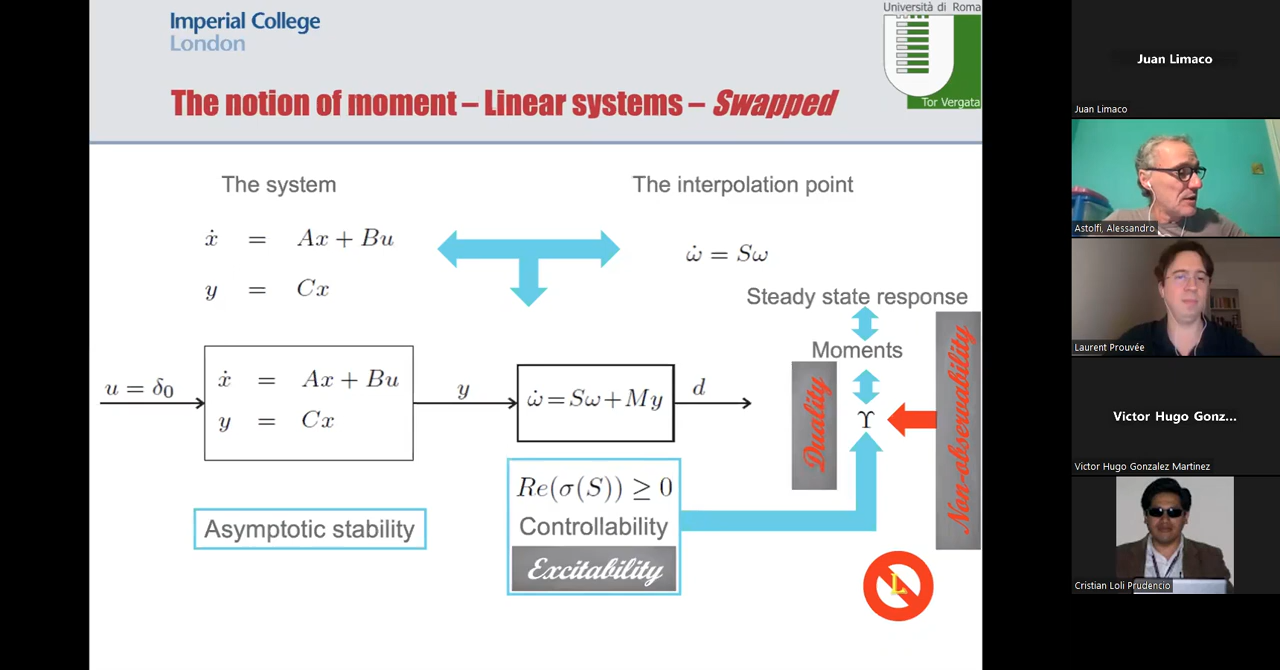 Imperial College
London
Università di Roma
Tor Vergata
The notion of moment – Linear systems – Swapped
The system
The interpolation point
ẋ = Ax + Bu
y = Cx
ω̇ = Sω
Steady state response
Moments
u = δ₀
ẋ = Ax + Bu
y = Cx
y
ω̇ = Sω + My
d
Duality
ϒ
Non-observability
Re(σ(S)) ≥ 0
Controllability
Excitability
Asymptotic stability
L
Juan Limaco
Juan Limaco
Astolfi, Alessandro
Laurent Prouvée
Victor Hugo Gonz...
Victor Hugo Gonzalez Martinez
Cristian Loli Prudencio